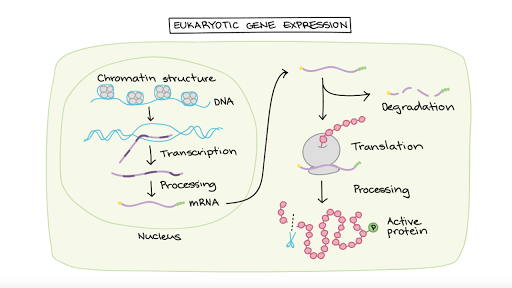 EUKARYOTIC GENE EXPRESSION
Chromatin structure
DNA
Transcription
Processing
mRNA
Nucleus
Degradation
Translation
Processing
P
Active
protein